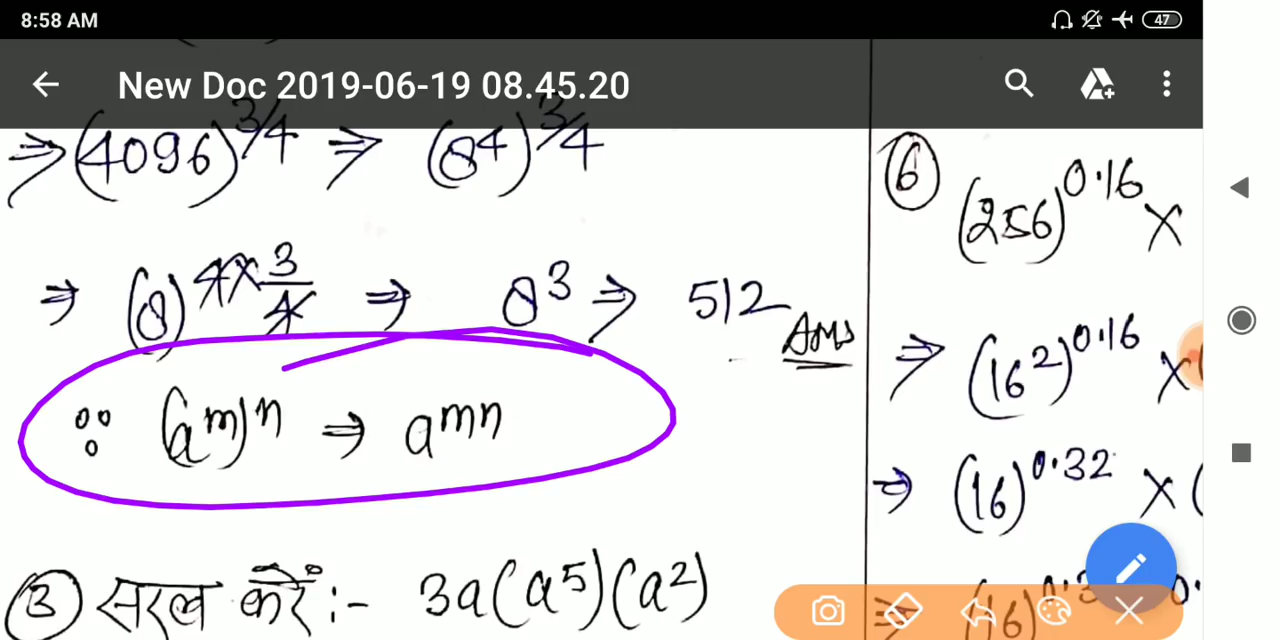 8:58 AM
47
New Doc 2019-06-19 08.45.20
⇒ (4096)^3/4 ⇒ (8^4)^3/4
⇒ (8)^4×3/4 ⇒ 8^3 ⇒ 512 Ans
∵ (a^m)^n ⇒ a^mn
③ सरल करें :- 3a(a^5)(a^2)
⑥ (256)^0.16 ×
⇒ (16^2)^0.16 ×
⇒ (16)^0.32 × (
⇒ (16)